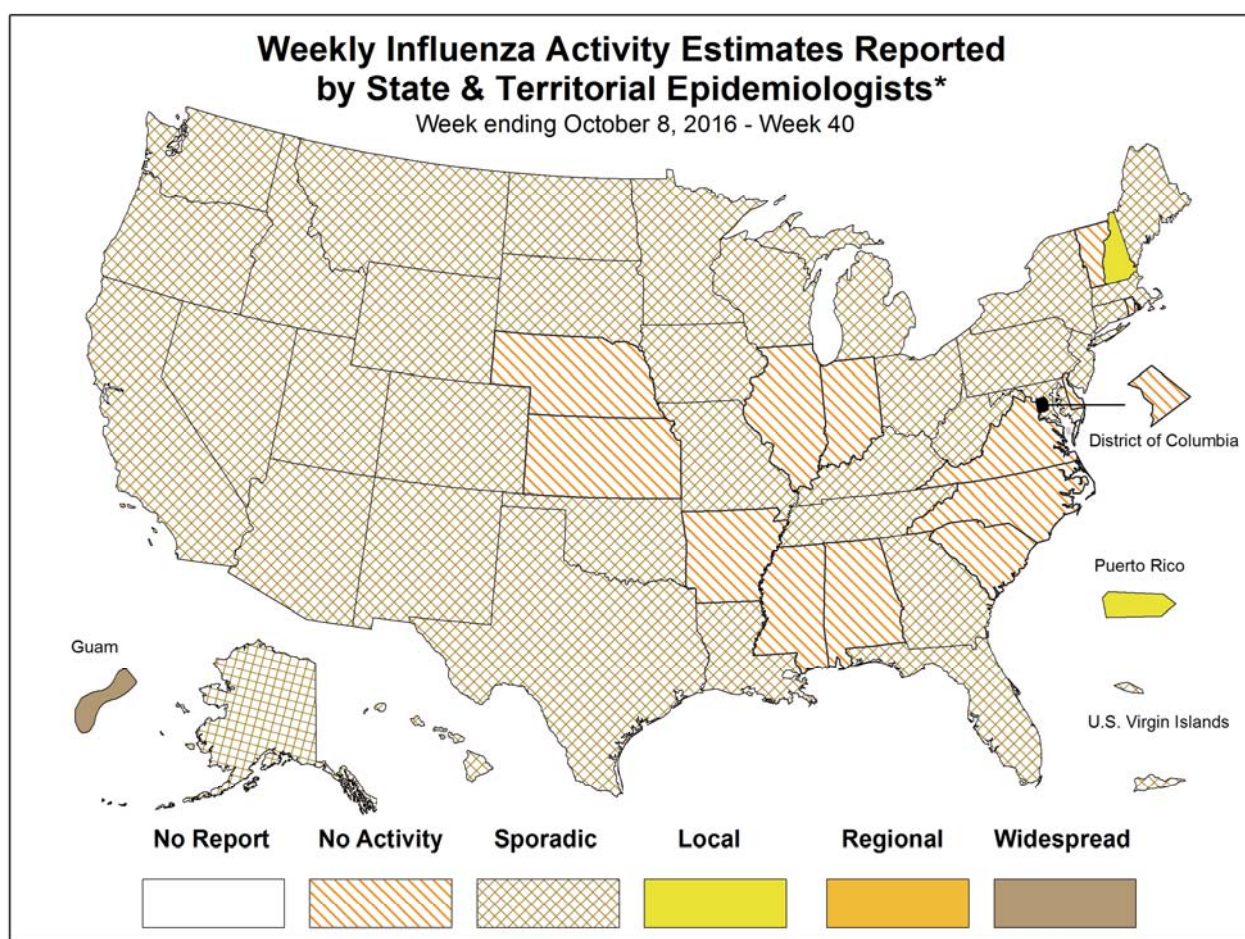 Weekly Influenza Activity Estimates Reported
by State & Territorial Epidemiologists*
Week ending October 8, 2016 - Week 40
District of Columbia
Puerto Rico
Guam
U.S. Virgin Islands
No Report No Activity Sporadic Local Regional Widespread